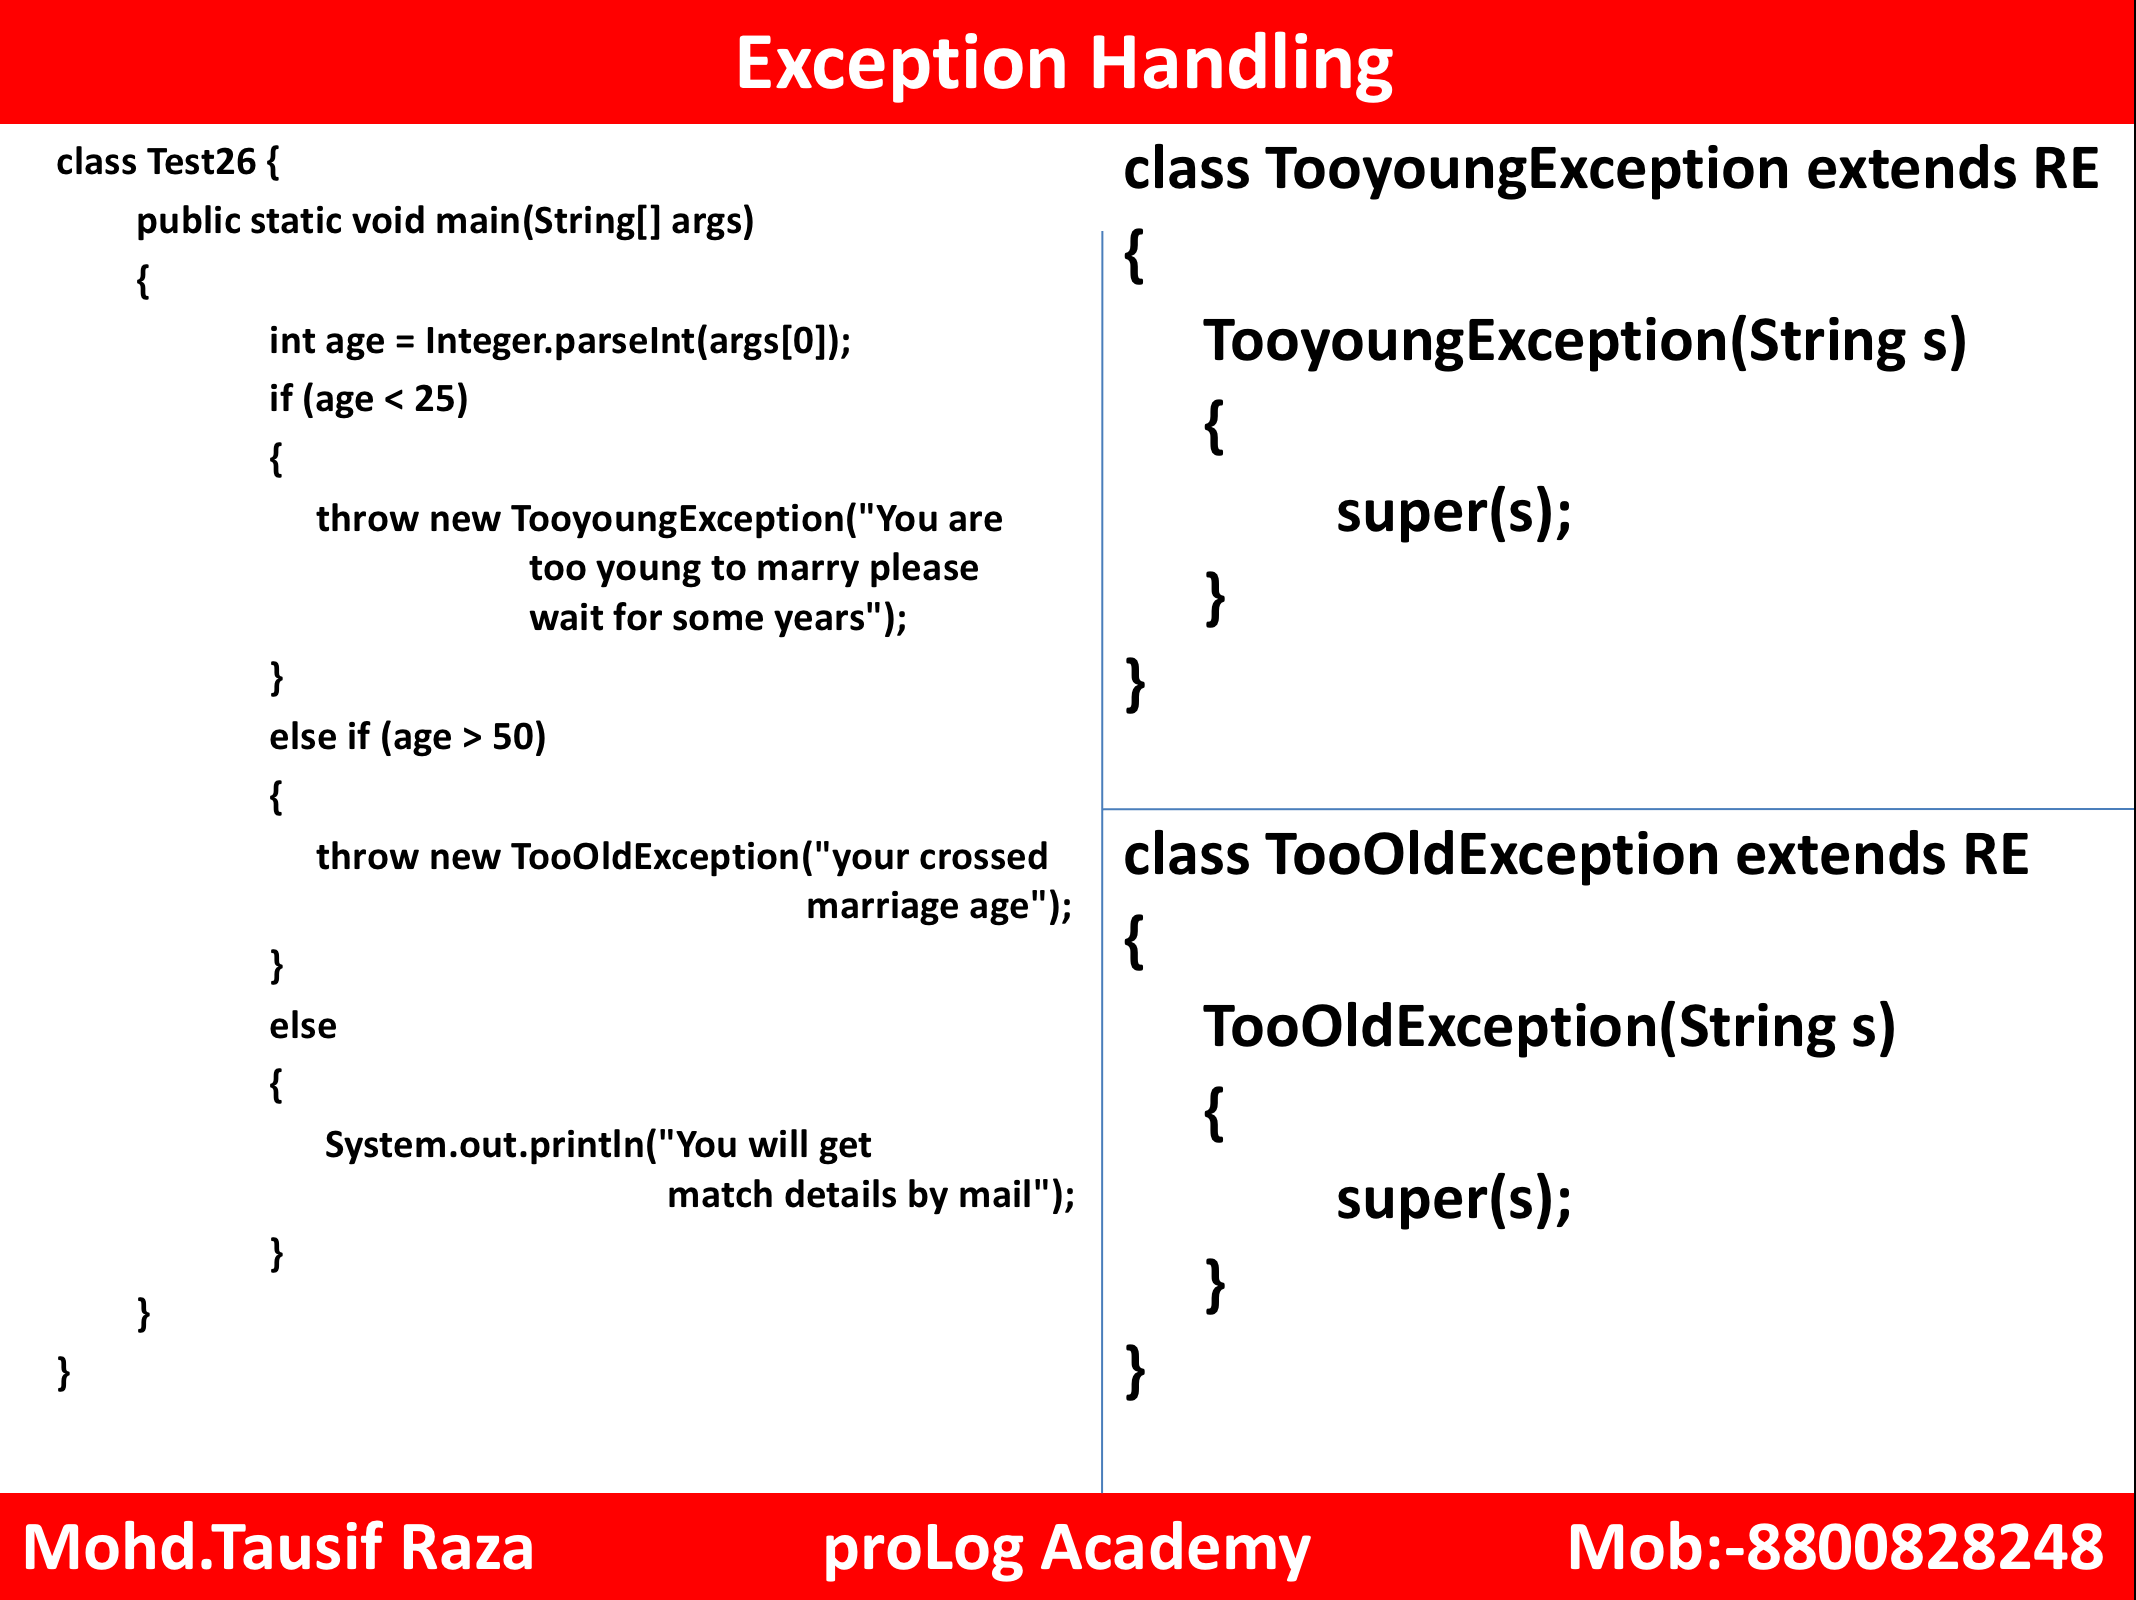 Exception Handling
class Test26 {
public static void main(String[] args)
{
int age = Integer.parseInt(args[0]);
if (age < 25)
{
throw new TooyoungException("You are
too young to marry please
wait for some years");
}
else if (age > 50)
{
throw new TooOldException("your crossed
marriage age");
}
else
{
System.out.println("You will get
match details by mail");
}
}
}
class TooyoungException extends RE
{
TooyoungException(String s)
{
super(s);
}
}
class TooOldException extends RE
{
TooOldException(String s)
{
super(s);
}
}
Mohd.Tausif Raza proLog Academy Mob:-8800828248